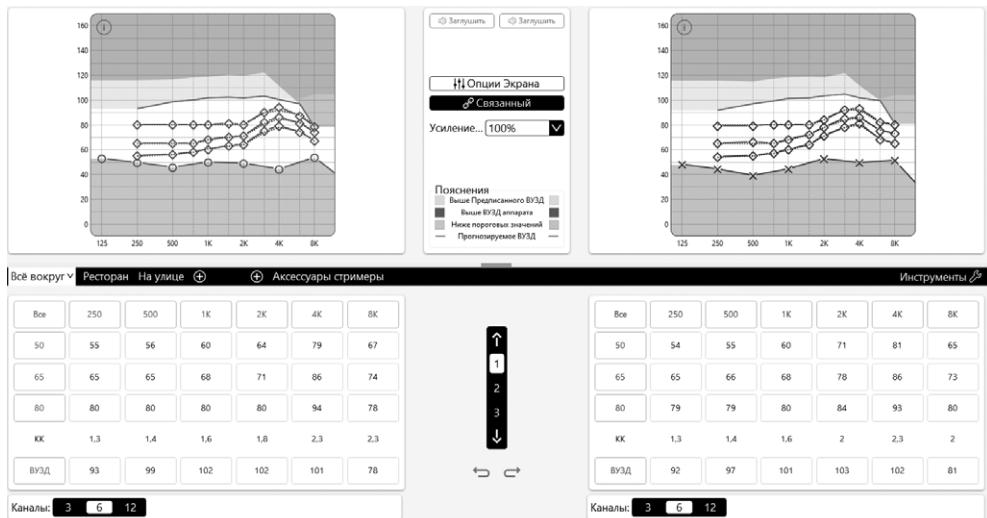 Заглушить Заглушить
160 160
140 140
120 Опции Экрана 120
100 Связанный 100
80 Усиление... 100% 80
60 60
40 Пояснения 40
Выше Предписанного ВУЗД
20 Выше ВУЗД аппарата 20
Ниже пороговых значений
0 Прогнозируемое ВУЗД 0
125 250 500 1K 2K 4K 8K 125 250 500 1K 2K 4K 8K
Всё вокруг Ресторан На улице Аксессуары стримеры Инструменты
Все 250 500 1K 2K 4K 8K
50 55 56 60 64 79 67
65 65 65 68 71 86 74
80 80 80 80 80 94 78
КК 1,3 1,4 1,6 1,8 2,3 2,3
ВУЗД 93 99 102 102 101 78
Каналы: 3 6 12
1
2
3
Все 250 500 1K 2K 4K 8K
50 54 55 60 71 81 65
65 65 66 68 78 86 73
80 79 79 80 84 93 80
КК 1,3 1,4 1,6 2 2,3 2
ВУЗД 92 97 101 103 102 81
Каналы: 3 6 12